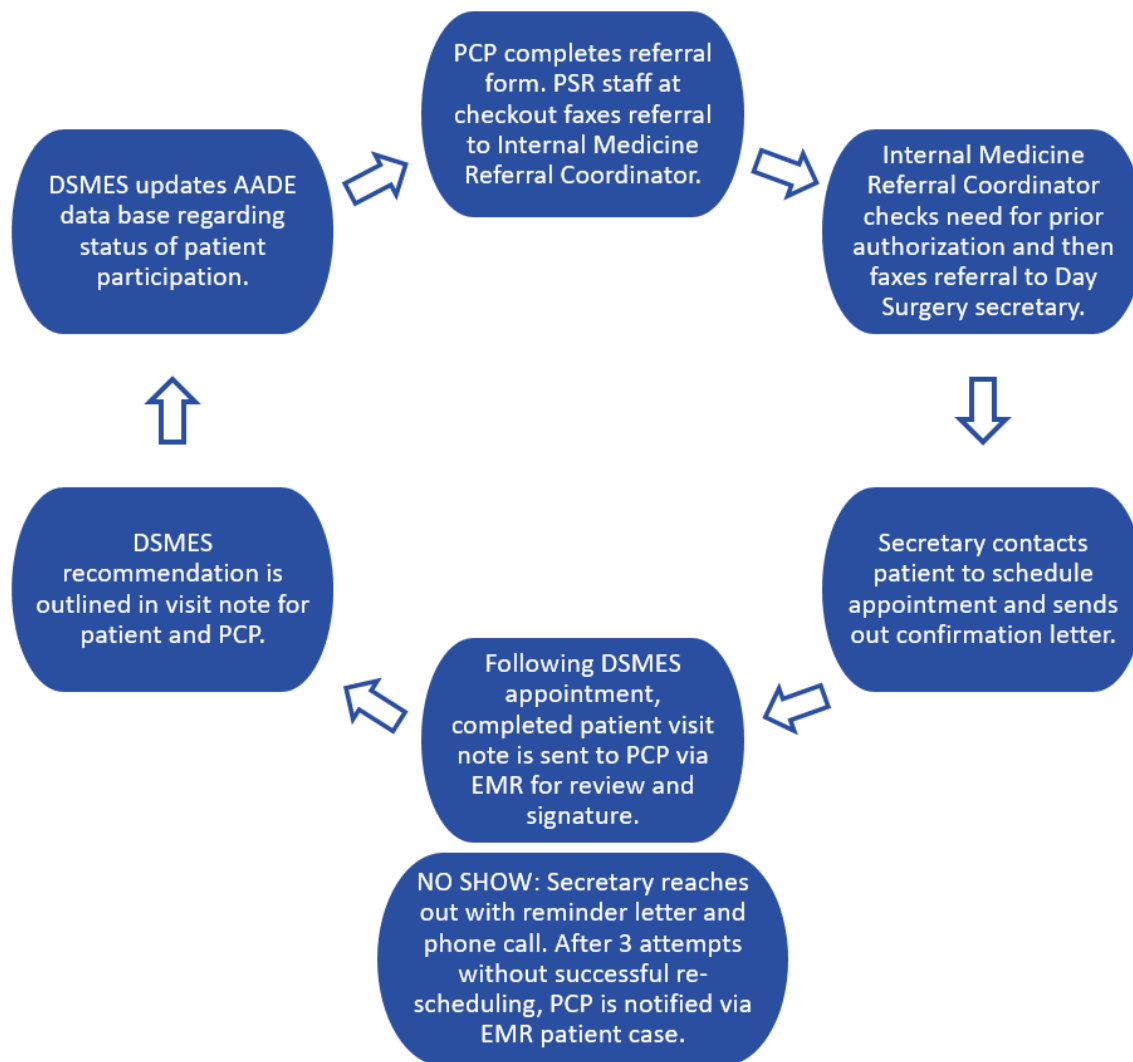 PCP completes referral
form. PSR staff at
checkout faxes referral
to Internal Medicine
Referral Coordinator.
Internal Medicine
Referral Coordinator
checks need for prior
authorization and then
faxes referral to Day
Surgery secretary.
Secretary contacts
patient to schedule
appointment and sends
out confirmation letter.
Following DSMES
appointment,
completed patient visit
note is sent to PCP via
EMR for review and
signature.
NO SHOW: Secretary reaches
out with reminder letter and
phone call. After 3 attempts
without successful re-
scheduling, PCP is notified via
EMR patient case.
DSMES
recommendation is
outlined in visit note for
patient and PCP.
DSMES updates AADE
data base regarding
status of patient
participation.